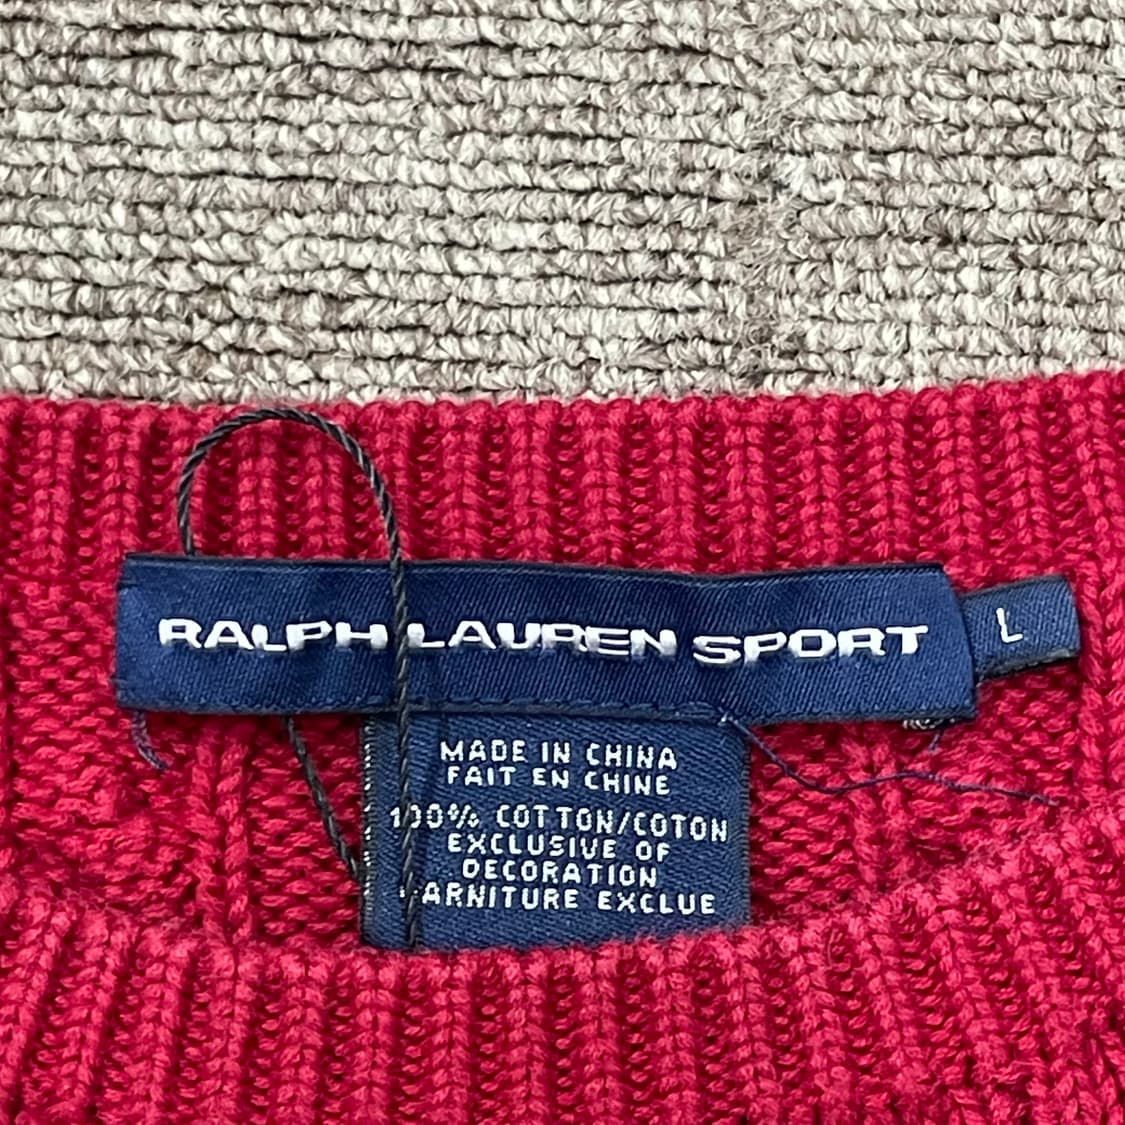 RALPH LAUREN SPORT
L
MADE IN CHINA
FAIT EN CHINE
100% COTTON/COTON
EXCLUSIVE OF
DECORATION
GARNITURE EXCLUE